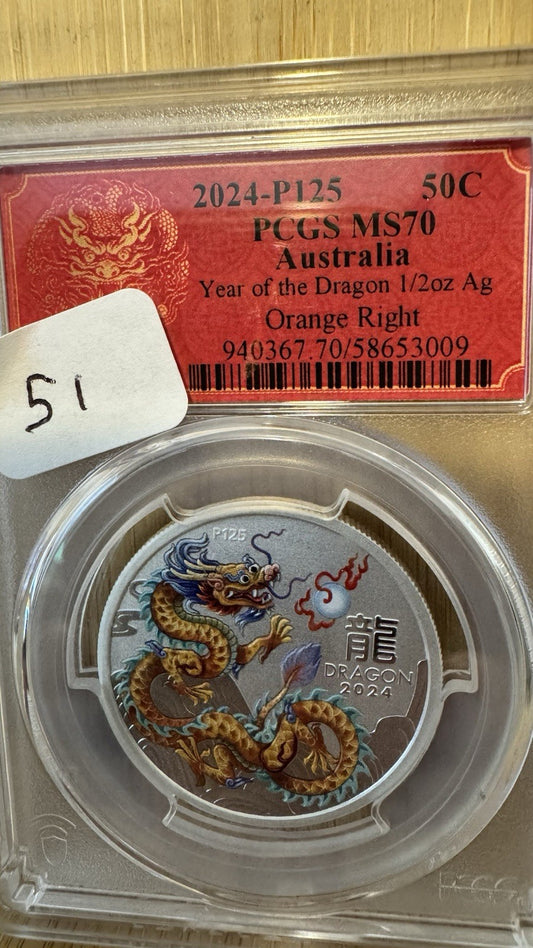 2024-P125 50C
PCGS MS70
Australia
Year of the Dragon 1/2oz Ag
Orange Right
940367.70/58653009
51
P125
龍
DRAGON
2024
PCGS